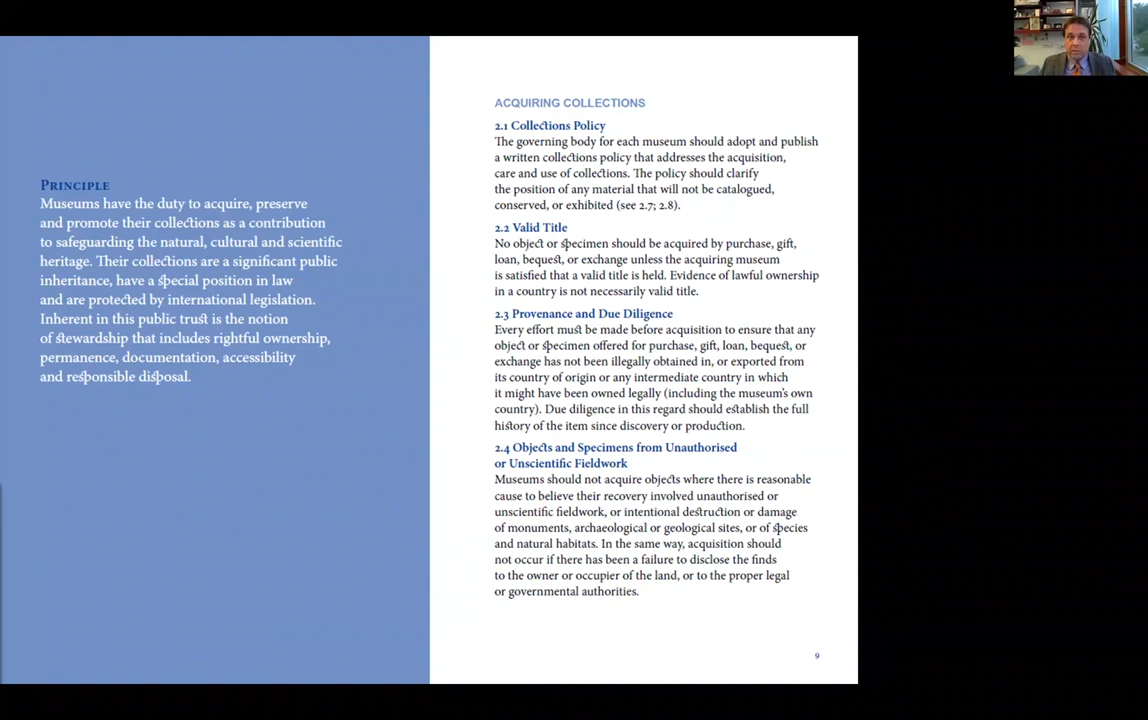 PRINCIPLE
Museums have the duty to acquire, preserve
and promote their collections as a contribution
to safeguarding the natural, cultural and scientific
heritage. Their collections are a significant public
inheritance, have a special position in law
and are protected by international legislation.
Inherent in this public trust is the notion
of stewardship that includes rightful ownership,
permanence, documentation, accessibility
and responsible disposal.
ACQUIRING COLLECTIONS
2.1 Collections Policy
The governing body for each museum should adopt and publish
a written collections policy that addresses the acquisition,
care and use of collections. The policy should clarify
the position of any material that will not be catalogued,
conserved, or exhibited (see 2.7; 2.8).
2.2 Valid Title
No object or specimen should be acquired by purchase, gift,
loan, bequest, or exchange unless the acquiring museum
is satisfied that a valid title is held. Evidence of lawful ownership
in a country is not necessarily valid title.
2.3 Provenance and Due Diligence
Every effort must be made before acquisition to ensure that any
object or specimen offered for purchase, gift, loan, bequest, or
exchange has not been illegally obtained in, or exported from
its country of origin or any intermediate country in which
it might have been owned legally (including the museum's own
country). Due diligence in this regard should establish the full
history of the item since discovery or production.
2.4 Objects and Specimens from Unauthorised
or Unscientific Fieldwork
Museums should not acquire objects where there is reasonable
cause to believe their recovery involved unauthorised or
unscientific fieldwork, or intentional destruction or damage
of monuments, archaeological or geological sites, or of species
and natural habitats. In the same way, acquisition should
not occur if there has been a failure to disclose the finds
to the owner or occupier of the land, or to the proper legal
or governmental authorities.
9